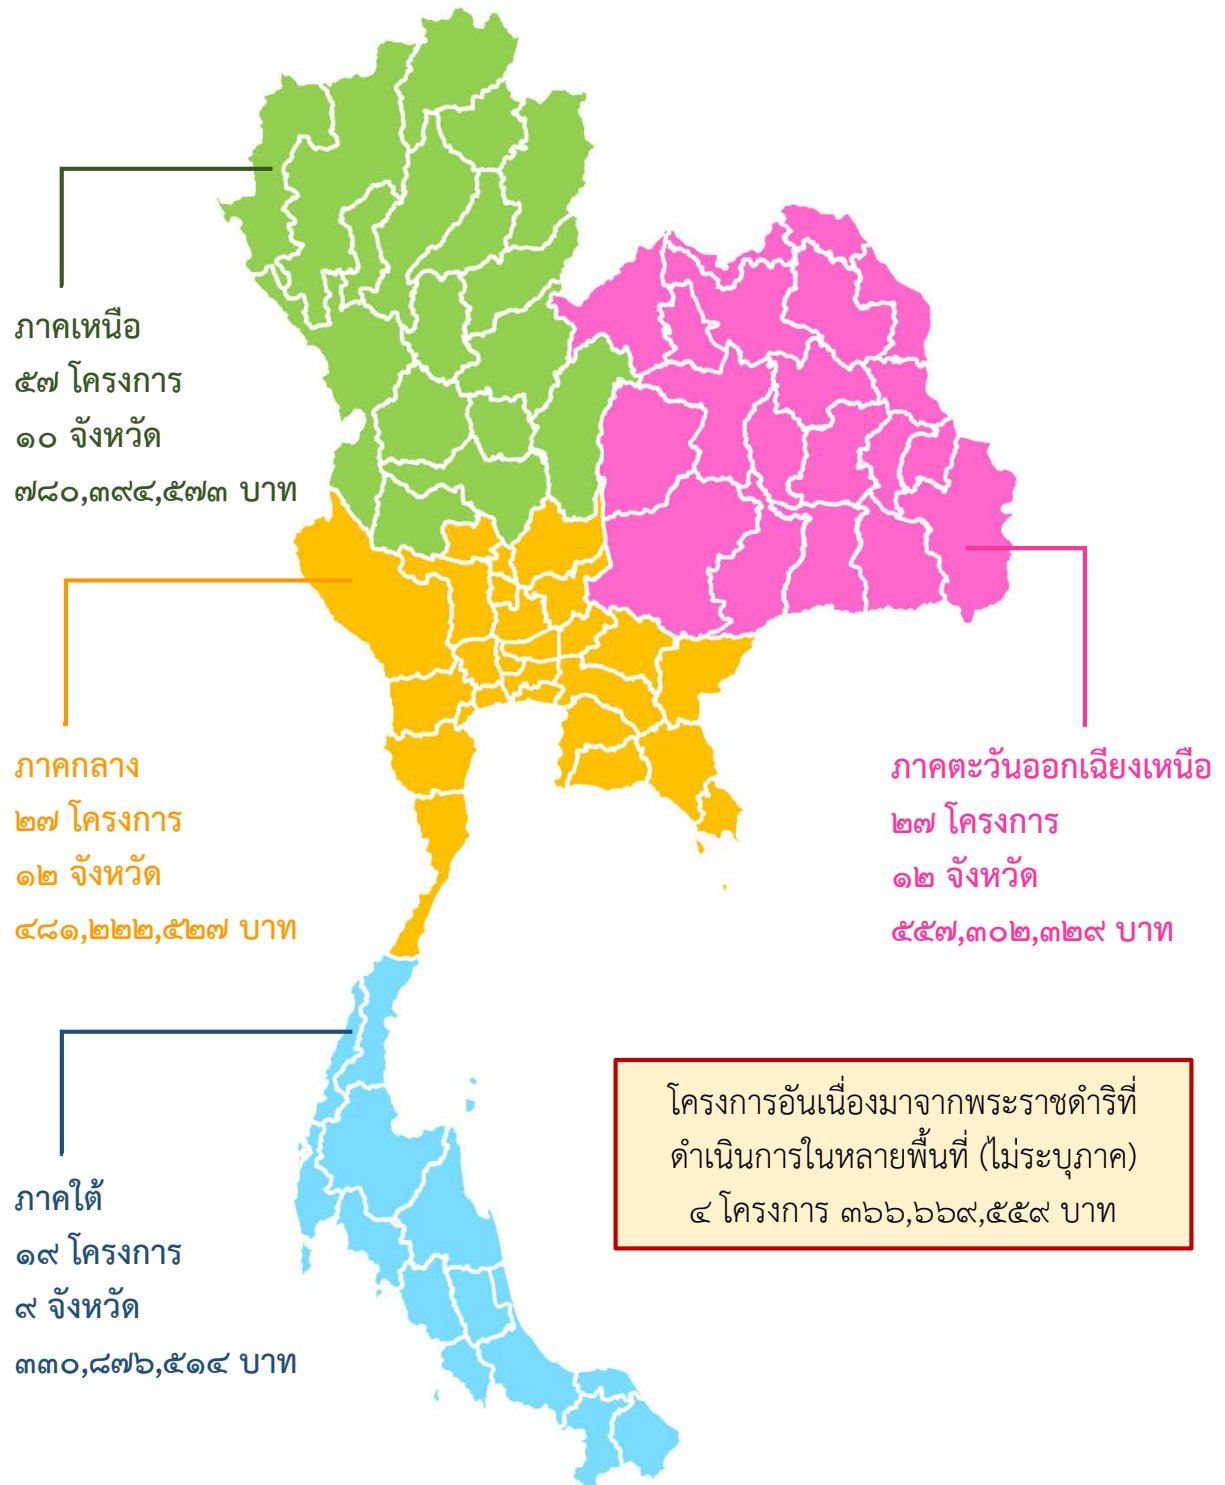 ภาคเหนือ
๕๗ โครงการ
๑๐ จังหวัด
๗๘๐,๓๙๔,๕๗๓ บาท
ภาคกลาง
๒๗ โครงการ
๑๒ จังหวัด
๔๘๑,๒๒๒,๕๒๗ บาท
ภาคตะวันออกเฉียงเหนือ
๒๗ โครงการ
๑๒ จังหวัด
๕๕๗,๓๐๒,๓๒๙ บาท
ภาคใต้
๑๙ โครงการ
๙ จังหวัด
๓๓๐,๘๗๖,๕๑๔ บาท
โครงการอันเนื่องมาจากพระราชดำริที่
ดำเนินการในหลายพื้นที่ (ไม่ระบุภาค)
๔ โครงการ ๓๖๖,๖๖๙,๕๕๙ บาท